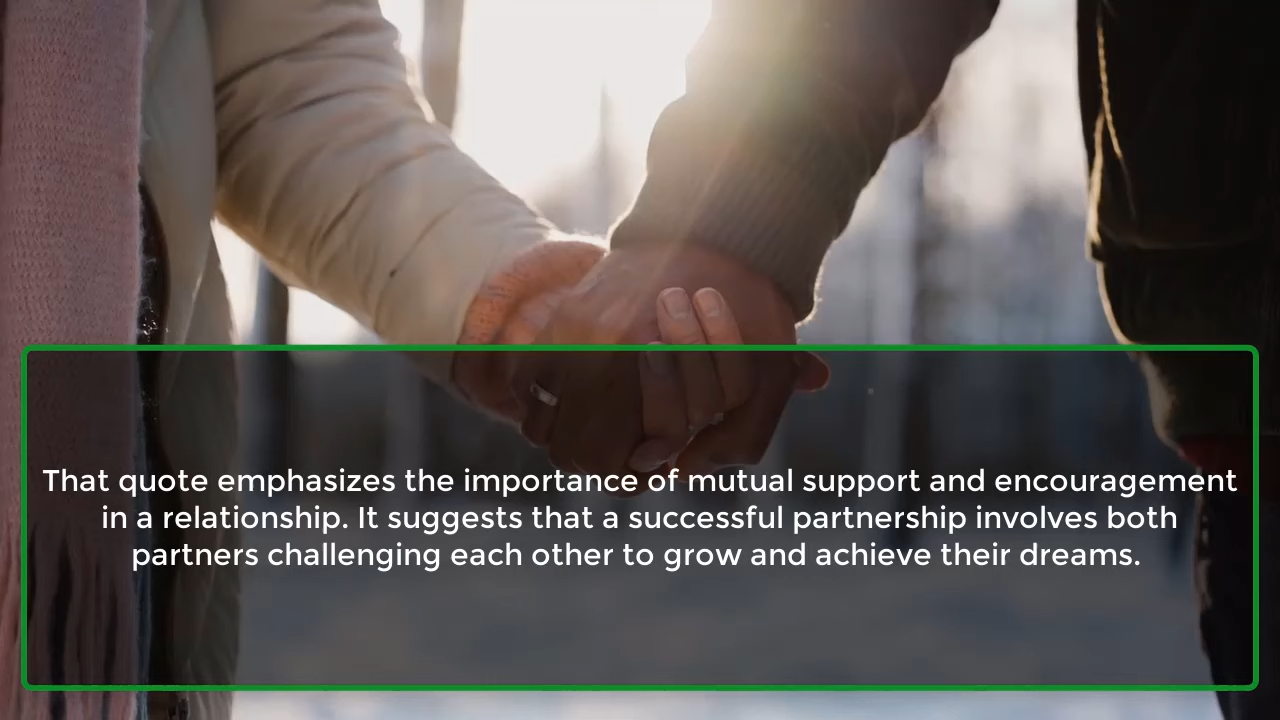 That quote emphasizes the importance of mutual support and encouragement
in a relationship. It suggests that a successful partnership involves both
partners challenging each other to grow and achieve their dreams.